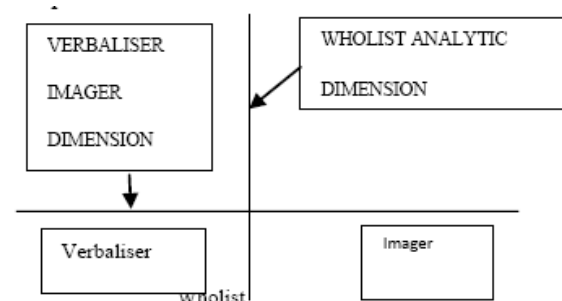 VERBALISER
IMAGER
DIMENSION
WHOLIST ANALYTIC
DIMENSION
Verbaliser
Imager
wholist